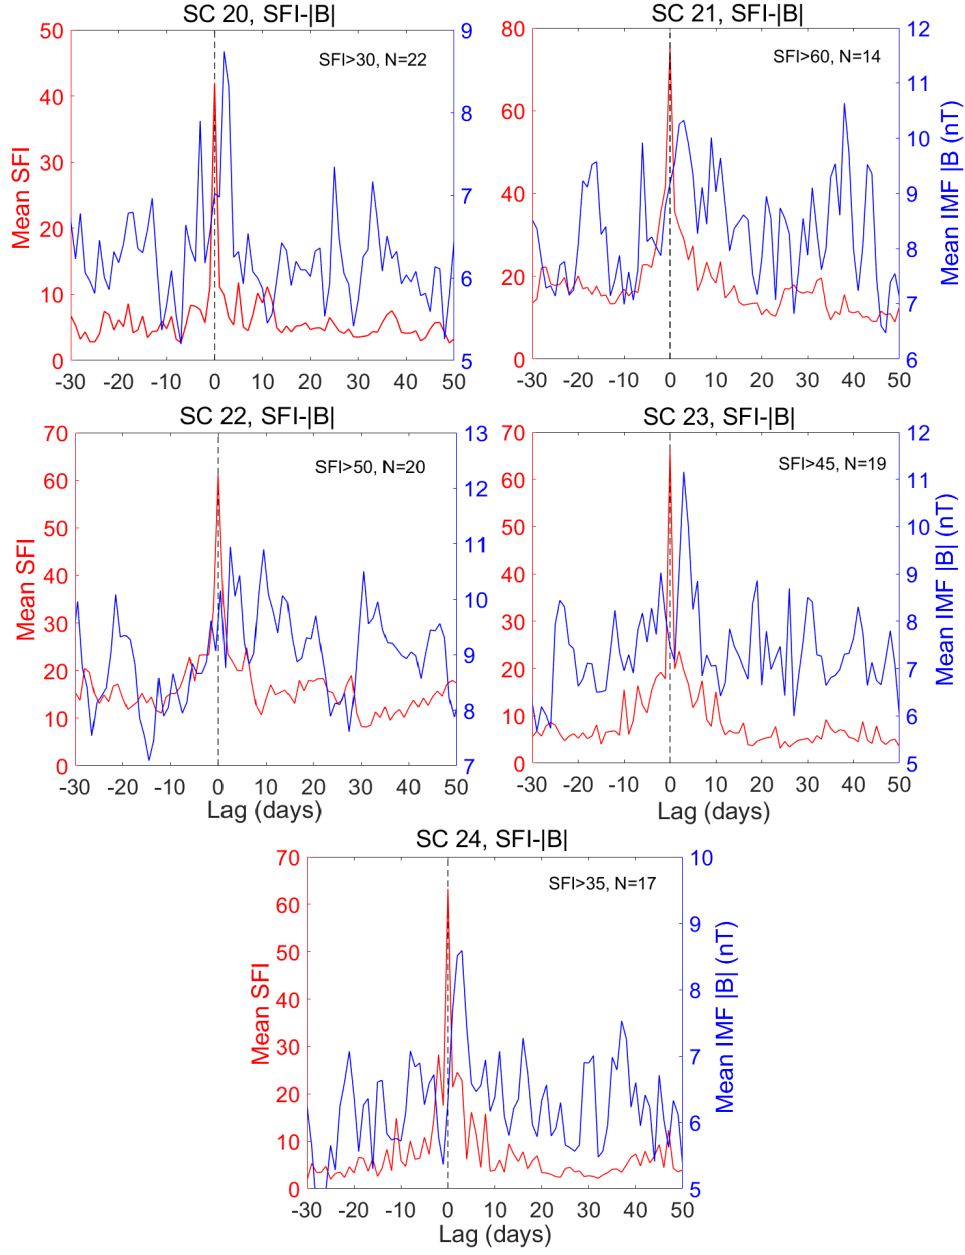 SC 20, SFI-|B|
SFI>30, N=22
Mean SFI
50
40
30
20
10
0
9
8
7
6
5
-30 -20 -10 0 10 20 30 40 50
SC 21, SFI-|B|
SFI>60, N=14
80
60
40
20
0
12
11
10
9
8
7
6
Mean IMF |B (nT)
-30 -20 -10 0 10 20 30 40 50
SC 22, SFI-|B|
SFI>50, N=20
Mean SFI
70
60
50
40
30
20
10
0
13
12
11
10
9
8
7
-30 -20 -10 0 10 20 30 40 50
Lag (days)
SC 23, SFI-|B|
SFI>45, N=19
70
60
50
40
30
20
10
0
12
11
10
9
8
7
6
5
Mean IMF |B| (nT)
-30 -20 -10 0 10 20 30 40 50
Lag (days)
SC 24, SFI-|B|
SFI>35, N=17
Mean SFI
70
60
50
40
30
20
10
0
10
9
8
7
6
5
Mean IMF |B| (nT)
-30 -20 -10 0 10 20 30 40 50
Lag (days)